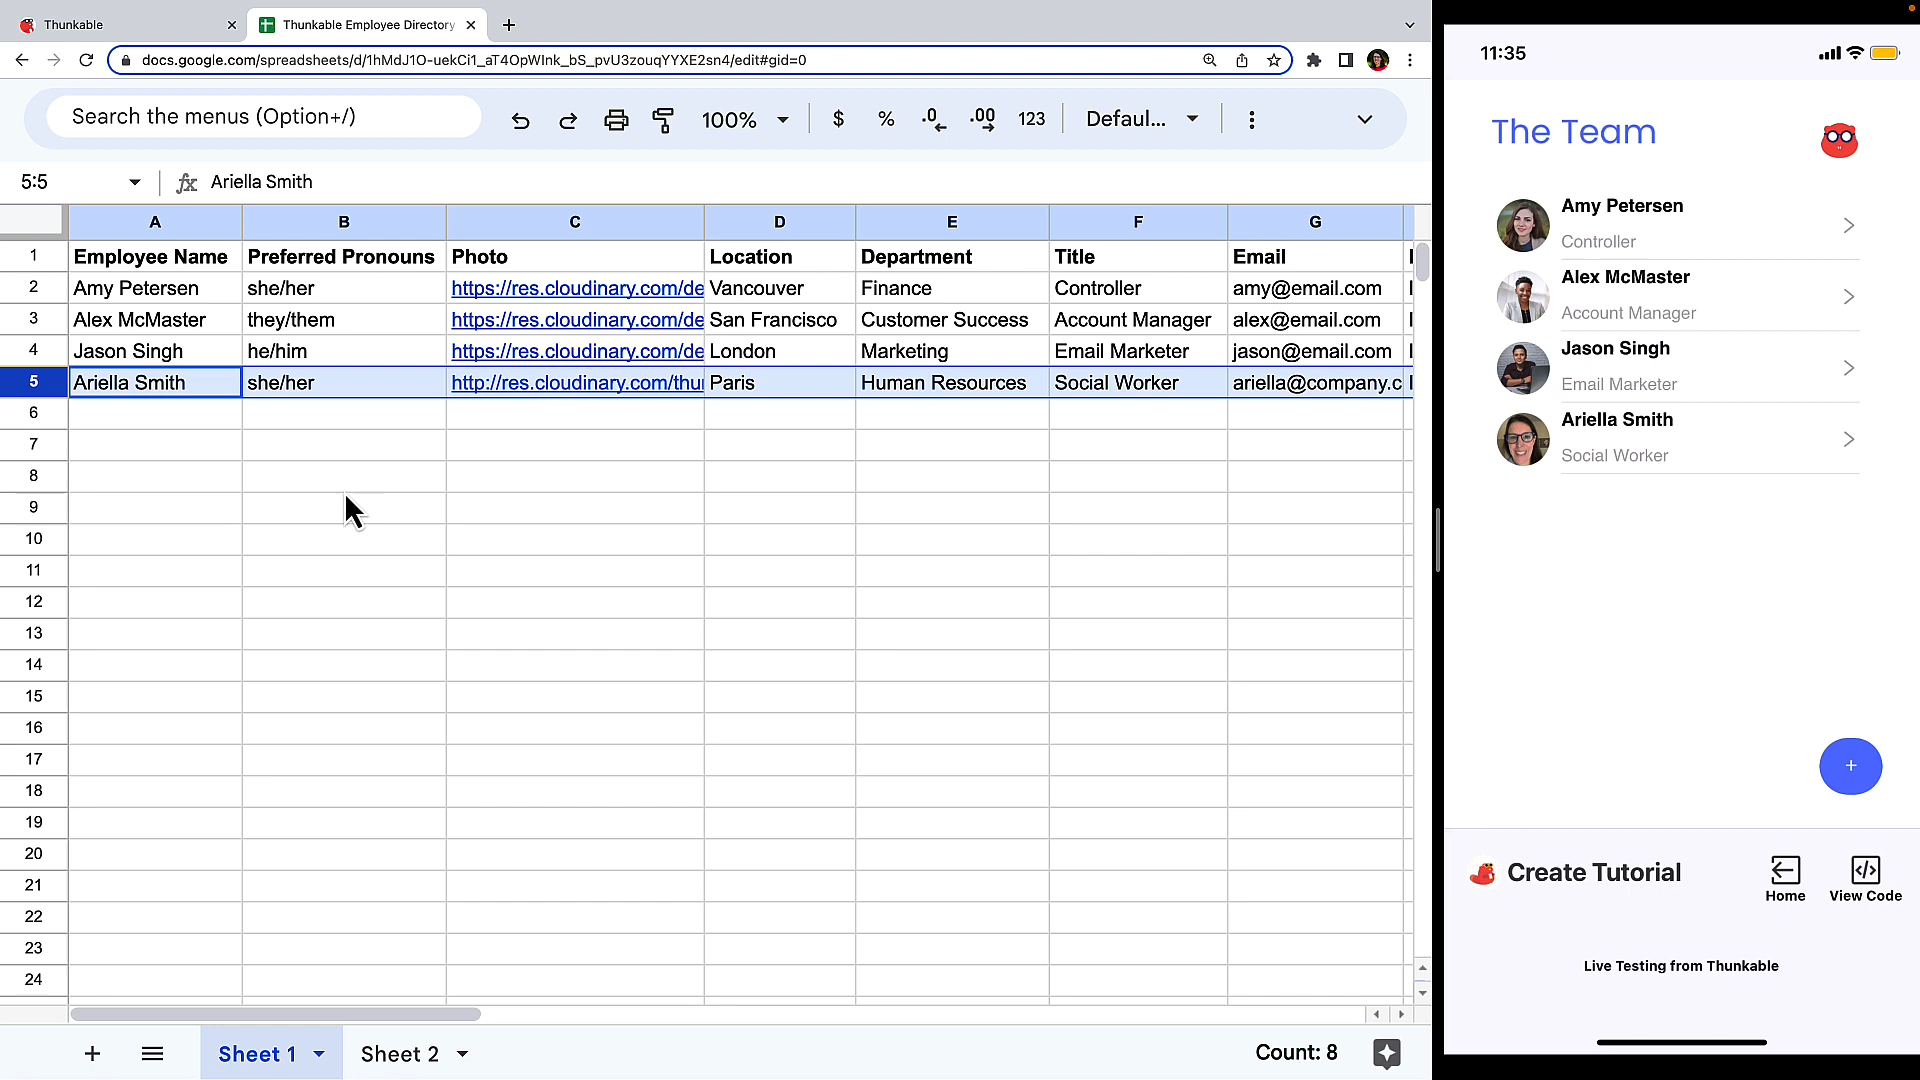 Thunkable
Thunkable Employee Directory
docs.google.com/spreadsheets/d/1hMdJ1O-uekCi1_aT4OpWInk_bS_pvU3zouqYYXE2sn4/edit#gid=0
Search the menus (Option+/)
100%
$ % .0 .00 123
Defaul...
5:5
fx Ariella Smith
A B C D E F G
1 Employee Name Preferred Pronouns Photo Location Department Title Email
2 Amy Petersen she/her https://res.cloudinary.com/de Vancouver Finance Controller amy@email.com
3 Alex McMaster they/them https://res.cloudinary.com/de San Francisco Customer Success Account Manager alex@email.com
4 Jason Singh he/him https://res.cloudinary.com/de London Marketing Email Marketer jason@email.com
5 Ariella Smith she/her http://res.cloudinary.com/thu Paris Human Resources Social Worker ariella@company.c
6
7
8
9
10
11
12
13
14
15
16
17
18
19
20
21
22
23
24
Sheet 1
Sheet 2
Count: 8
11:35
The Team
Amy Petersen
Controller
Alex McMaster
Account Manager
Jason Singh
Email Marketer
Ariella Smith
Social Worker
+
Create Tutorial
Home
View Code
Live Testing from Thunkable